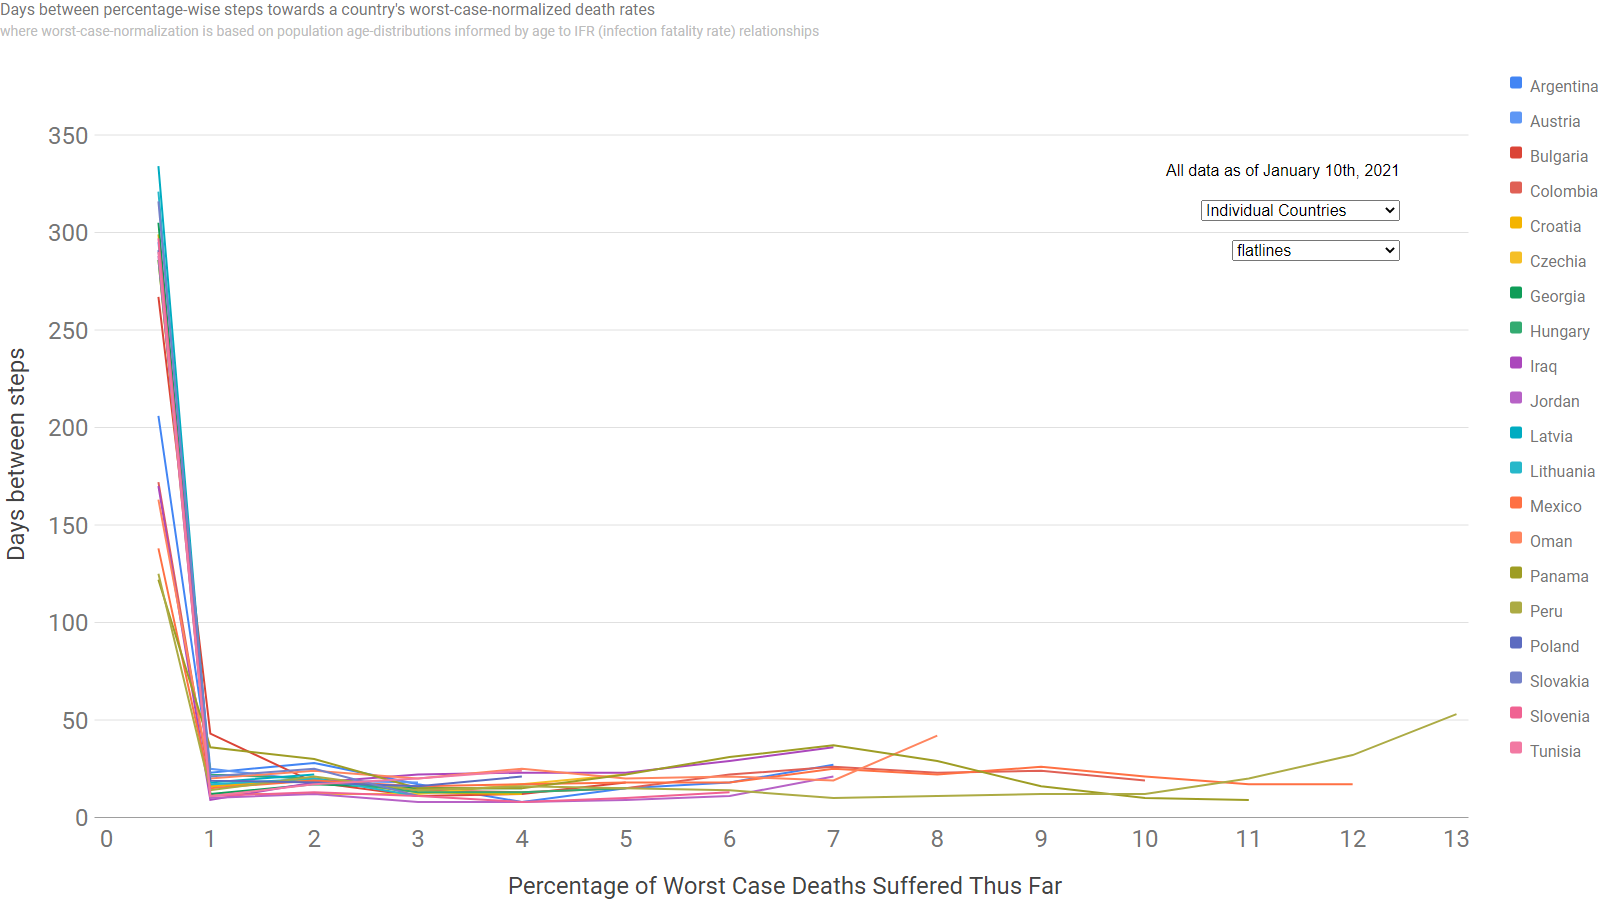 Days between percentage-wise steps towards a country's worst-case-normalized death rates
where worst-case-normalization is based on population age-distributions informed by age to IFR (infection fatality rate) relationships
All data as of January 10th, 2021
Individual Countries
flatlines
Days between steps
350
300
250
200
150
100
50
0
0 1 2 3 4 5 6 7 8 9 10 11 12 13
Percentage of Worst Case Deaths Suffered Thus Far
Argentina
Austria
Bulgaria
Colombia
Croatia
Czechia
Georgia
Hungary
Iraq
Jordan
Latvia
Lithuania
Mexico
Oman
Panama
Peru
Poland
Slovakia
Slovenia
Tunisia